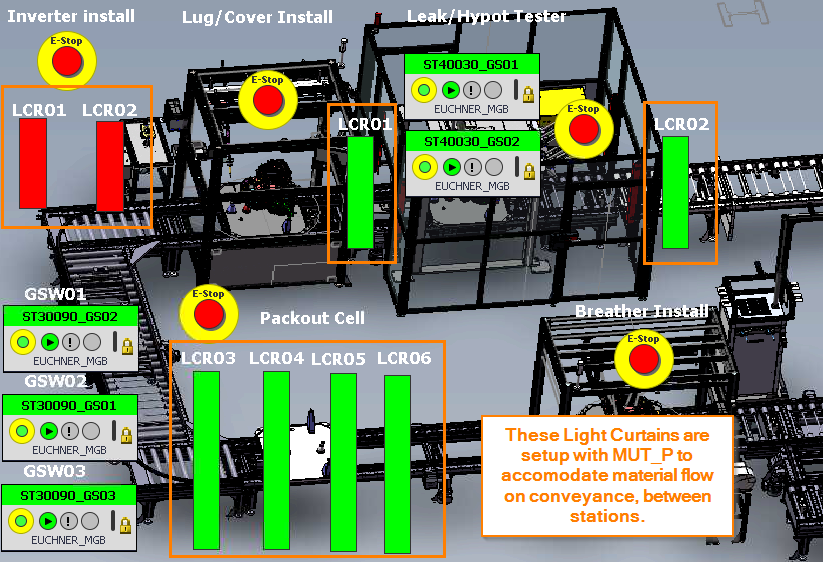 Inverter install
Lug/Cover Install
Leak/Hypot Tester
E-Stop
E-Stop
E-Stop
LCR01
LCR02
LCR01
LCR02
ST40030_GS01
EUCHNER_MGB
ST40030_GS02
EUCHNER_MGB
GSW01
ST30090_GS02
EUCHNER_MGB
GSW02
ST30090_GS01
EUCHNER_MGB
GSW03
ST30090_GS03
EUCHNER_MGB
E-Stop
Packout Cell
LCR03
LCR04
LCR05
LCR06
Breather Install
E-Stop
These Light Curtains are
setup with MUT_P to
accomodate material flow
on conveyance, between
stations.